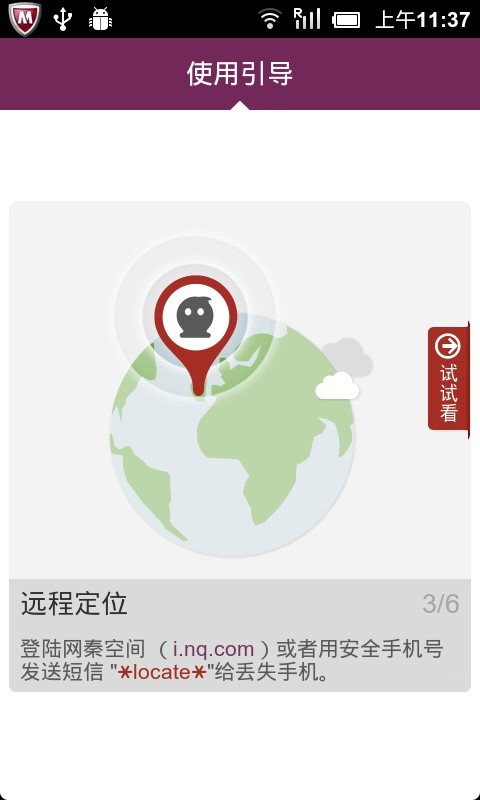 上午11:37
使用引导
试试看
远程定位
3/6
登陆网秦空间 （i.nq.com）或者用安全手机号
发送短信 "*locate*"给丢失手机。